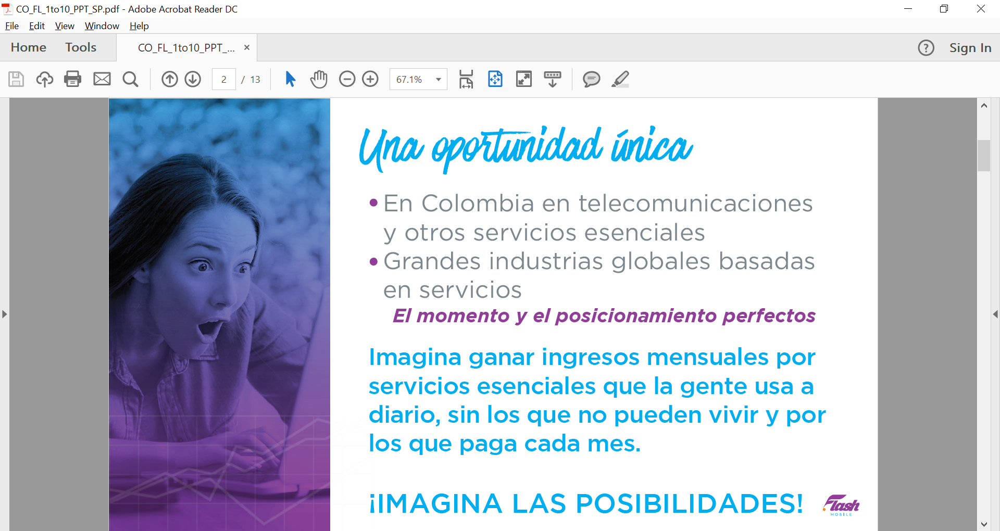 CO_FL_1to10_PPT_SP.pdf - Adobe Acrobat Reader DC
File Edit View Window Help
Home Tools CO_FL_1to10_PPT_... × ? Sign In
2 / 13 67.1%
Una oportunidad única
• En Colombia en telecomunicaciones
y otros servicios esenciales
• Grandes industrias globales basadas
en servicios
El momento y el posicionamiento perfectos
Imagina ganar ingresos mensuales por
servicios esenciales que la gente usa a
diario, sin los que no pueden vivir y por
los que paga cada mes.
¡IMAGINA LAS POSIBILIDADES!
Flash
MOBILE